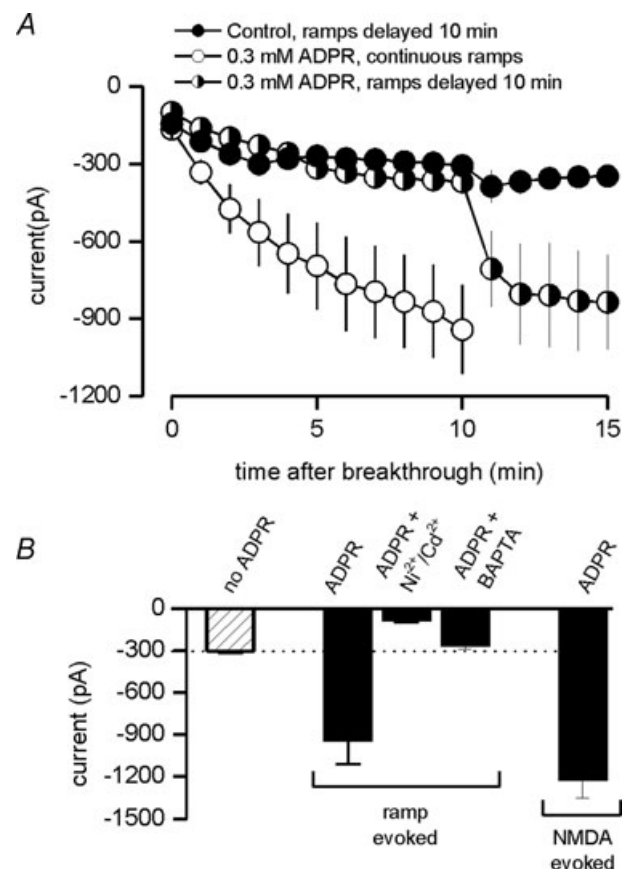 A
Control, ramps delayed 10 min
0.3 mM ADPR, continuous ramps
0.3 mM ADPR, ramps delayed 10 min
0
-300
-600
-900
-1200
current(pA)
0 5 10 15
time after breakthrough (min)
B
no ADPR
ADPR
ADPR +
Ni²⁺/Cd²⁺
ADPR +
BAPTA
ADPR
0
-300
-600
-900
-1200
-1500
current (pA)
ramp
evoked
NMDA
evoked